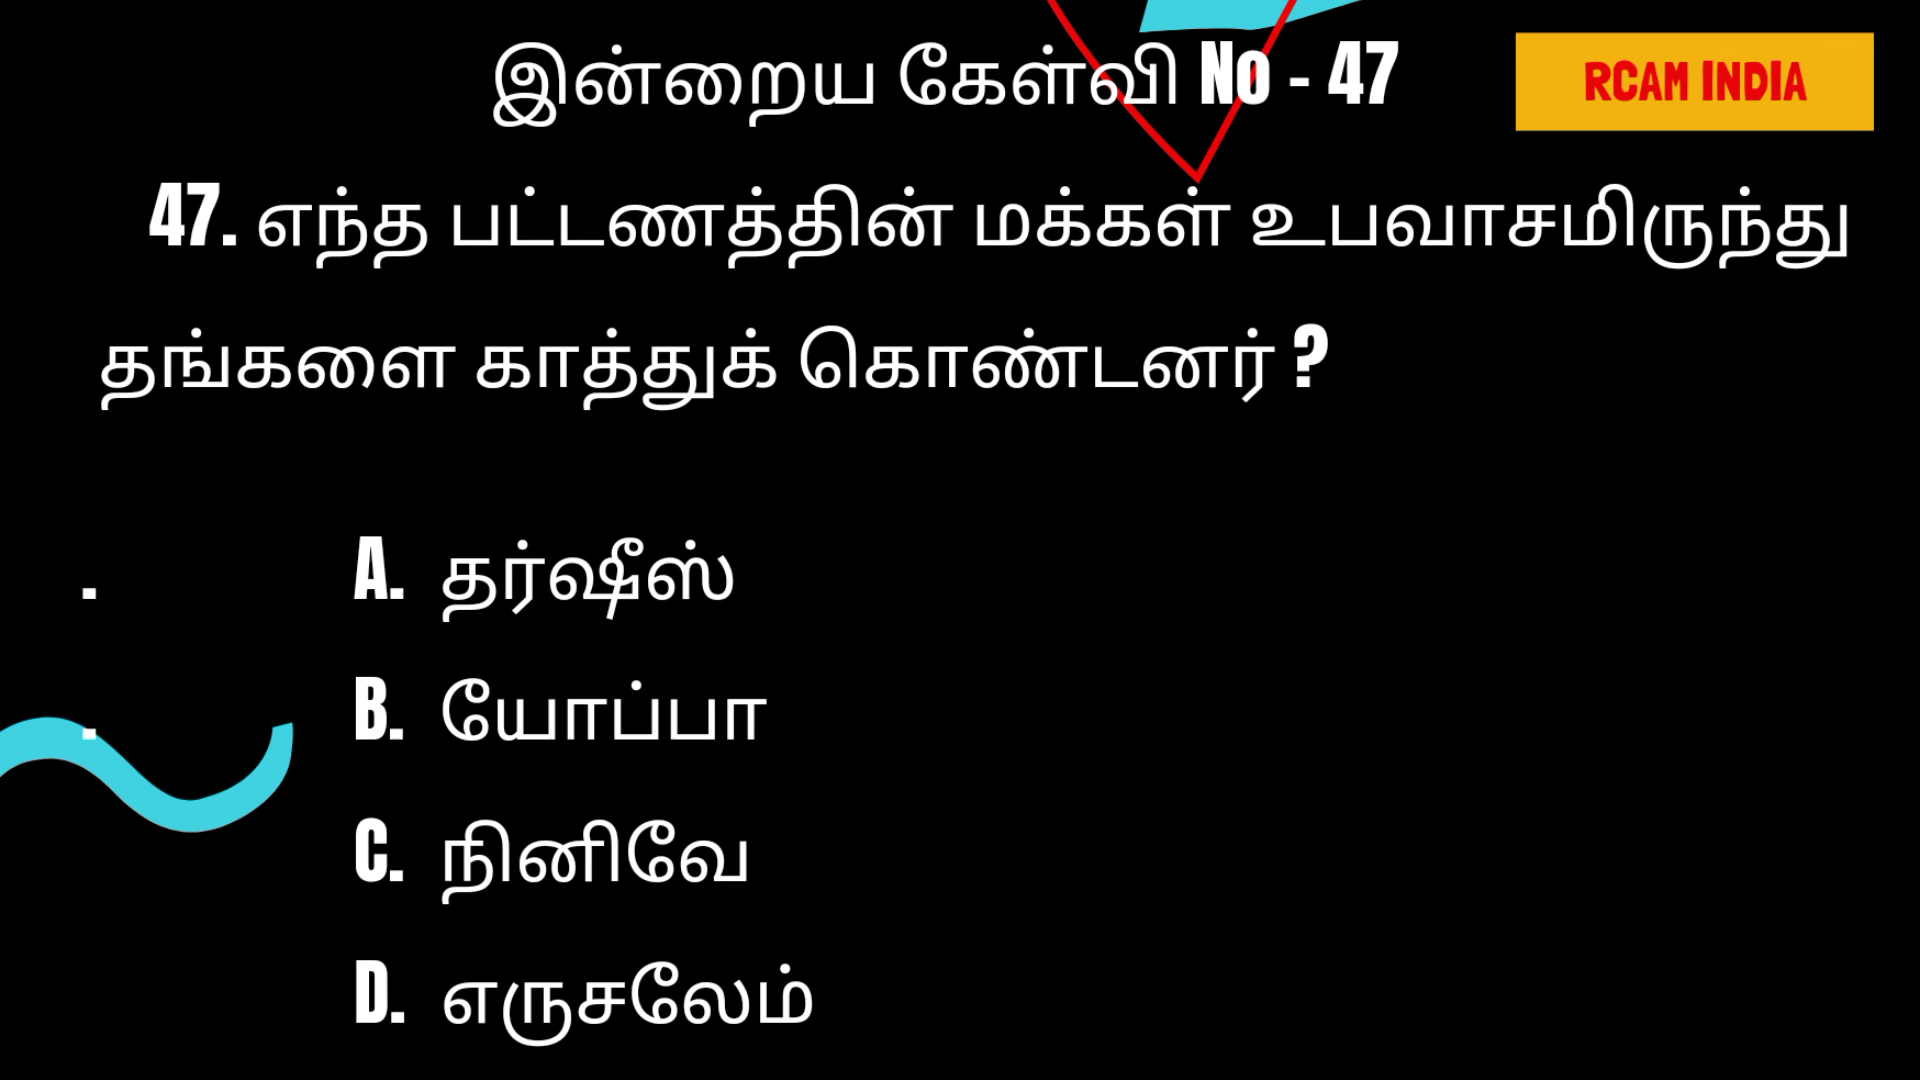 இன்றைய கேள்வி No - 47
RCAM INDIA
47. எந்த பட்டணத்தின் மக்கள் உபவாசமிருந்து
தங்களை காத்துக் கொண்டனர் ?
. A. தர்ஷீஸ்
. B. யோப்பா
C. நினிவே
D. எருசலேம்